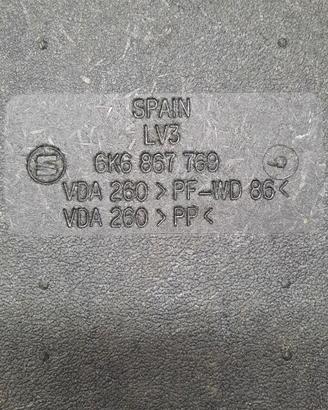 SPAIN
LV3
6K6 867 769
VDA 260 > PF-WD 86 <
VDA 260 > PP <